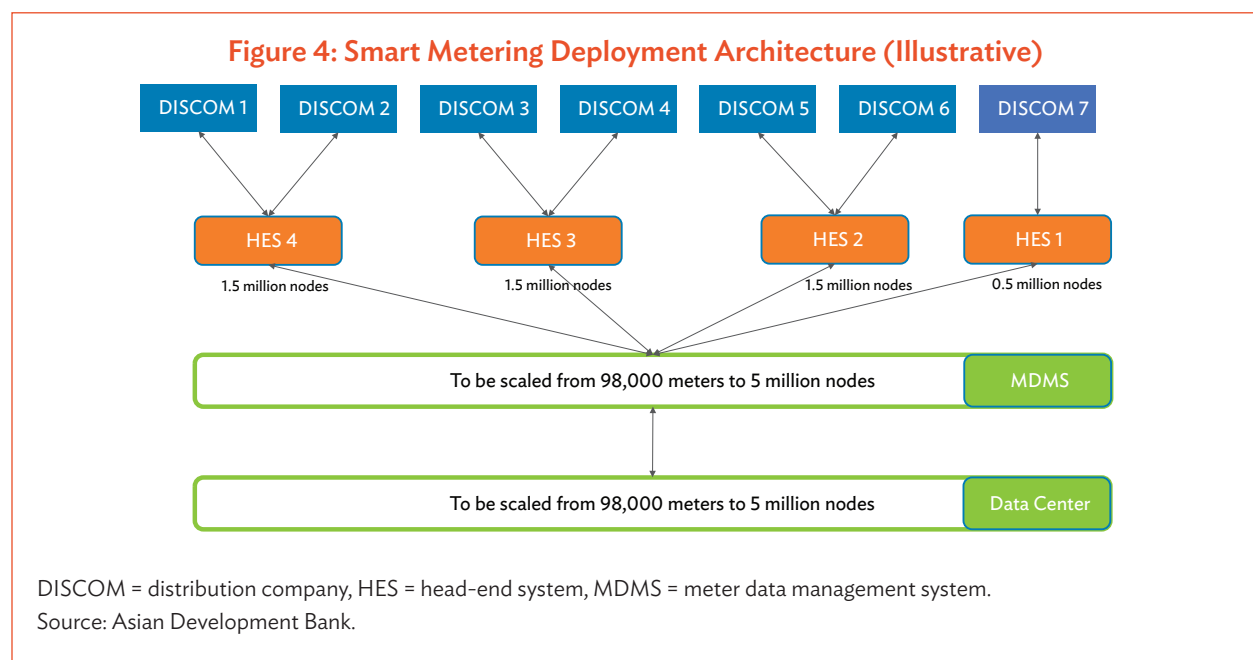 Figure 4: Smart Metering Deployment Architecture (Illustrative)
DISCOM 1
DISCOM 2
DISCOM 3
DISCOM 4
DISCOM 5
DISCOM 6
DISCOM 7
HES 4
HES 3
HES 2
HES 1
1.5 million nodes
1.5 million nodes
1.5 million nodes
0.5 million nodes
To be scaled from 98,000 meters to 5 million nodes
MDMS
To be scaled from 98,000 meters to 5 million nodes
Data Center
DISCOM = distribution company, HES = head-end system, MDMS = meter data management system.
Source: Asian Development Bank.